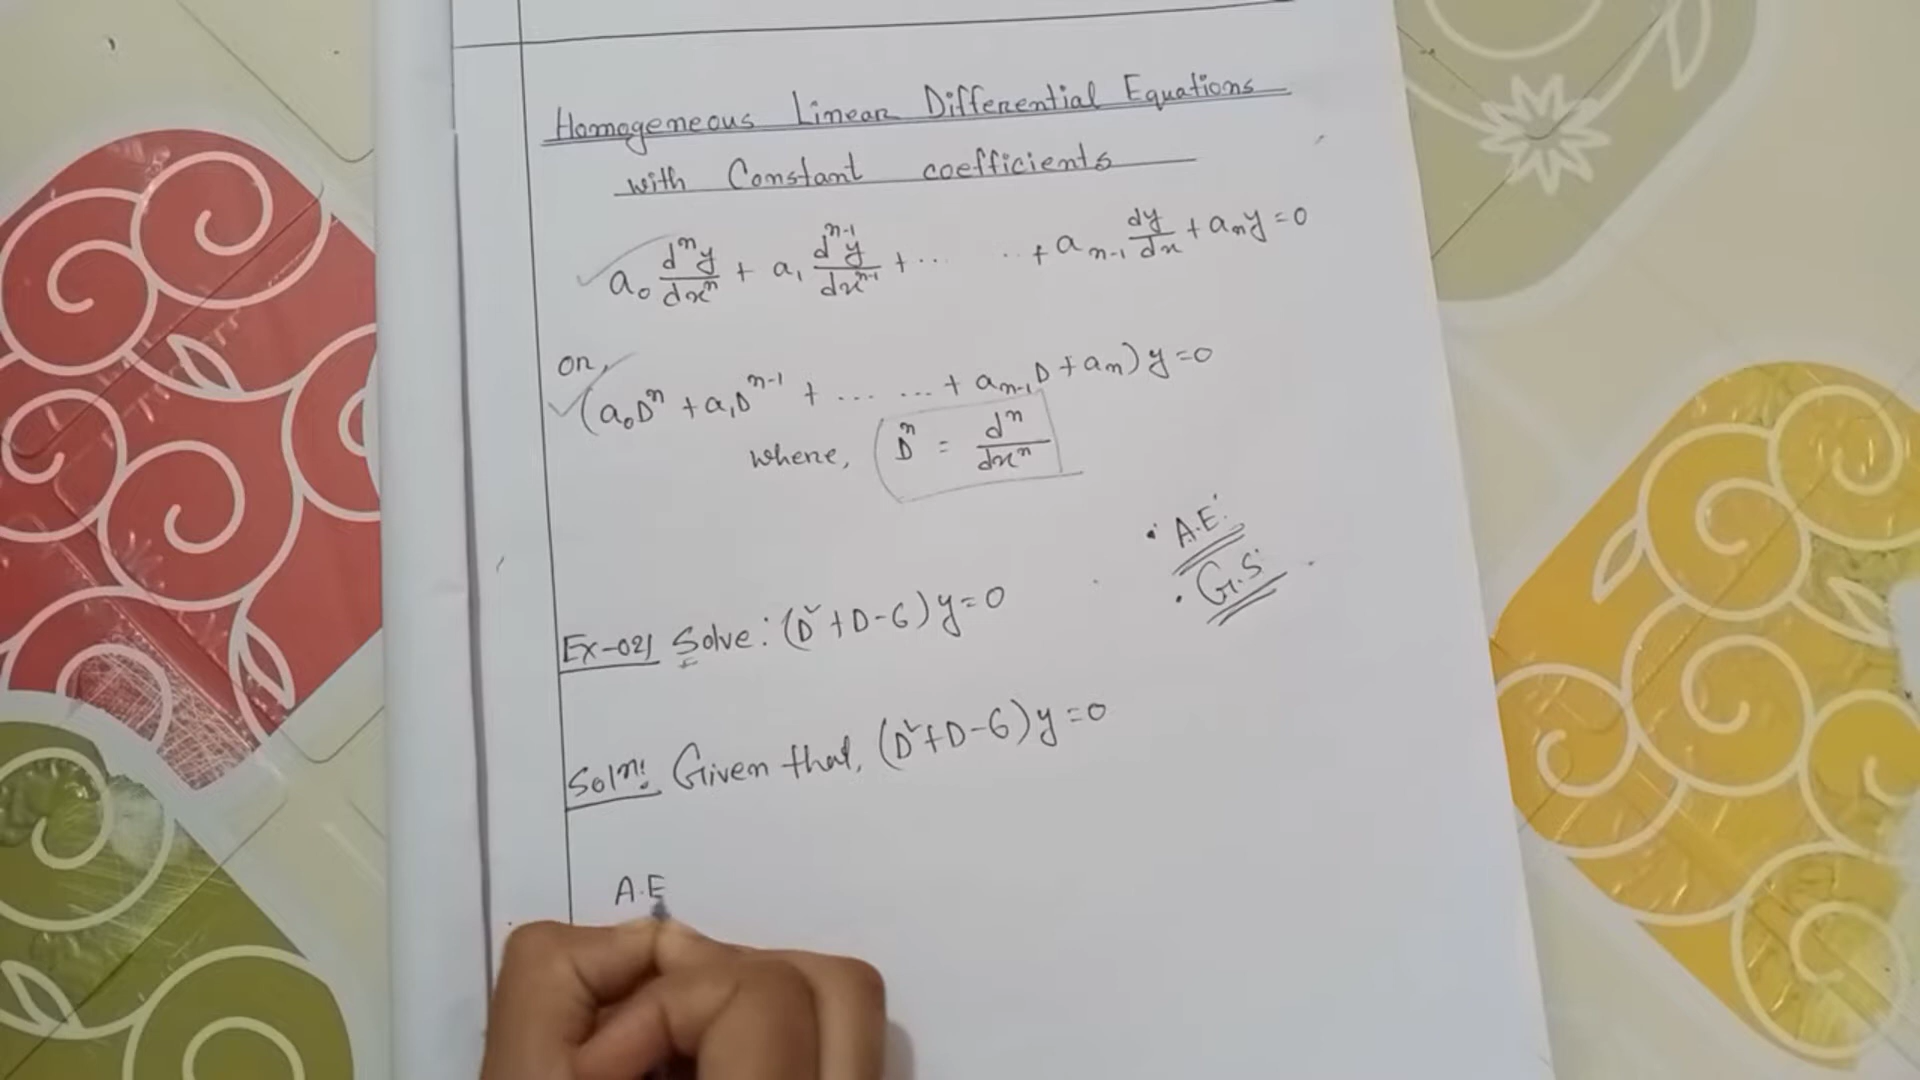 Homogeneous Linear Differential Equations
with Constant coefficients
a₀ dⁿy/dxⁿ + a₁ dⁿ⁻¹y/dxⁿ⁻¹ + ... ... + aₙ₋₁ dy/dx + aₙy = 0
or,
(a₀Dⁿ + a₁Dⁿ⁻¹ + ... ... + aₙ₋₁D + aₙ) y = 0
where, Dⁿ = dⁿ/dxⁿ
• A.E.
• G.S.
Ex-02) Solve: (D² + D - 6) y = 0
Soln: Given that, (D² + D - 6) y = 0
A.E